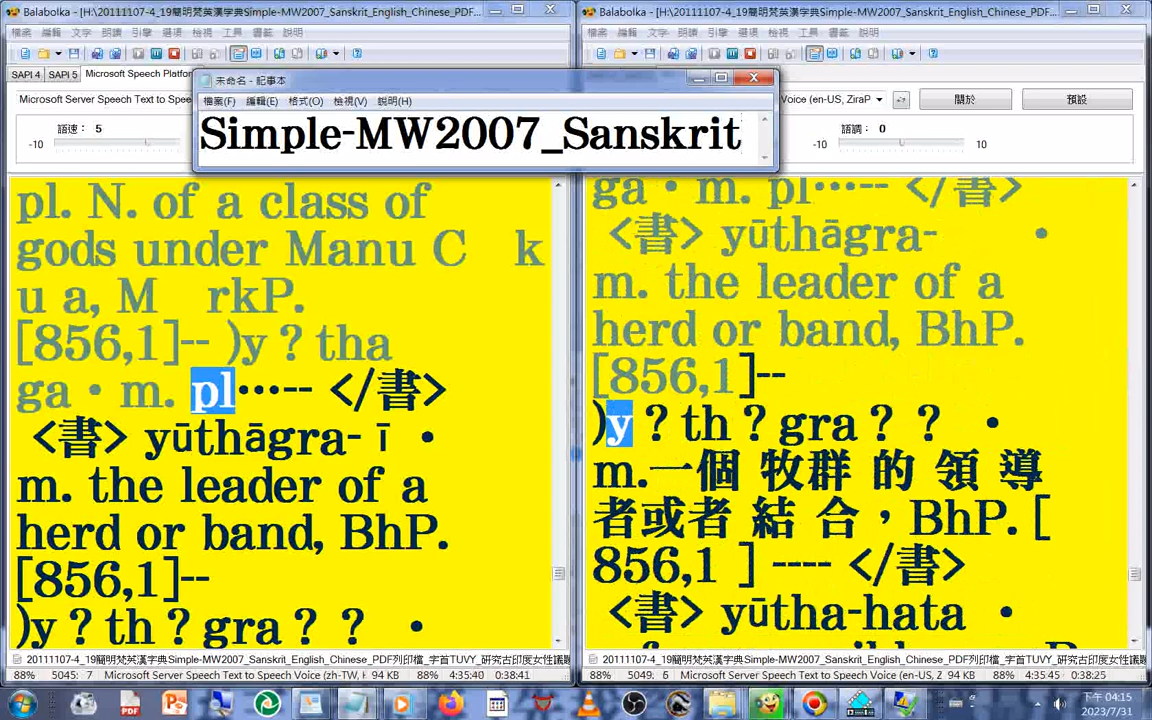 Balabolka - [H:\20111107-4_19簡明梵英漢字典Simple-MW2007_Sanskrit_English_Chinese_PDF...
檔案 編輯 文字 朗讀 引擎 選項 檢視 工具 書籤 說明
SAPI 4 SAPI 5 Microsoft Speech Platfo
Microsoft Server Speech Text to Spee
語速： 5
-10
Balabolka - [H:\20111107-4_19簡明梵英漢字典Simple-MW2007_Sanskrit_English_Chinese_PDF...
檔案 編輯 文字 朗讀 引擎 選項 檢視 工具 書籤 說明
Voice (en-US, ZiraP
關於
預設
語調： 0
-10 10
未命名 - 記事本
檔案(F) 編輯(E) 格式(O) 檢視(V) 說明(H)
Simple-MW2007_Sanskrit
pl. N. of a class of
gods under Manu C k
u a, M rkP.
[856,1]-- )y？tha
ga • m. pl…-- </書>
<書> yūthāgra- ī •
m. the leader of a
herd or band, BhP.
[856,1]--
)y？th？gra？？ •
ga • m. pl…-- </書>
<書> yūthāgra- •
m. the leader of a
herd or band, BhP.
[856,1]--
)y？th？gra？？ •
m.一個 牧群 的 領 導
者或者 結 合，BhP. [
856,1 ] ---- </書>
<書> yūtha-hata •
20111107-4_19簡明梵英漢字典Simple-MW2007_Sanskrit_English_Chinese_PDF列印檔_字首TUVY_研究古印度女性議題
88% 5045: 7 Microsoft Server Speech Text to Speech Voice (zh-TW, H 94 KB 4:35:40 0:38:41
20111107-4_19簡明梵英漢字典Simple-MW2007_Sanskrit_English_Chinese_PDF列印檔_字首TUVY_研究古印度女性議
88% 5049: 6 Microsoft Server Speech Text to Speech Voice (en-US, Z 94 KB 4:35:45 0:38:25
下午 04:15
2023/7/31